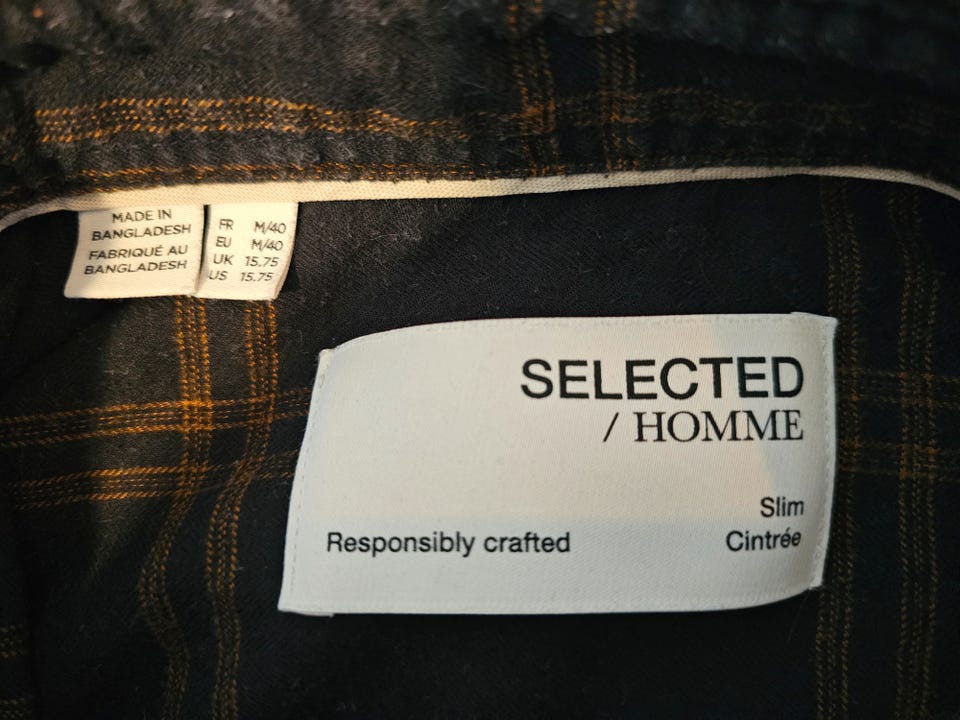 MADE IN
BANGLADESH
FABRIQUÉ AU
BANGLADESH
FR M/40
EU M/40
UK 15.75
US 15.75
SELECTED
/ HOMME
Slim
Responsibly crafted Cintrée